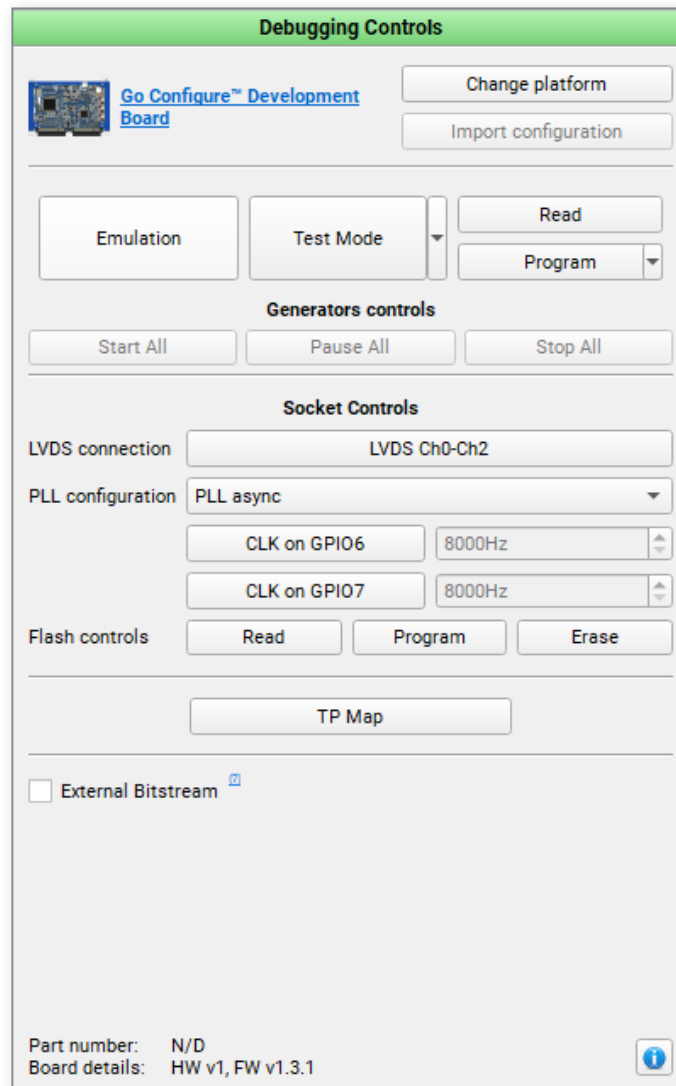 Debugging Controls
Go Configure™ Development
Board
Change platform
Import configuration
Emulation
Test Mode
Read
Program
Generators controls
Start All
Pause All
Stop All
Socket Controls
LVDS connection
LVDS Ch0-Ch2
PLL configuration
PLL async
CLK on GPIO6
8000Hz
CLK on GPIO7
8000Hz
Flash controls
Read
Program
Erase
TP Map
External Bitstream [?]
Part number: N/D
Board details: HW v1, FW v1.3.1